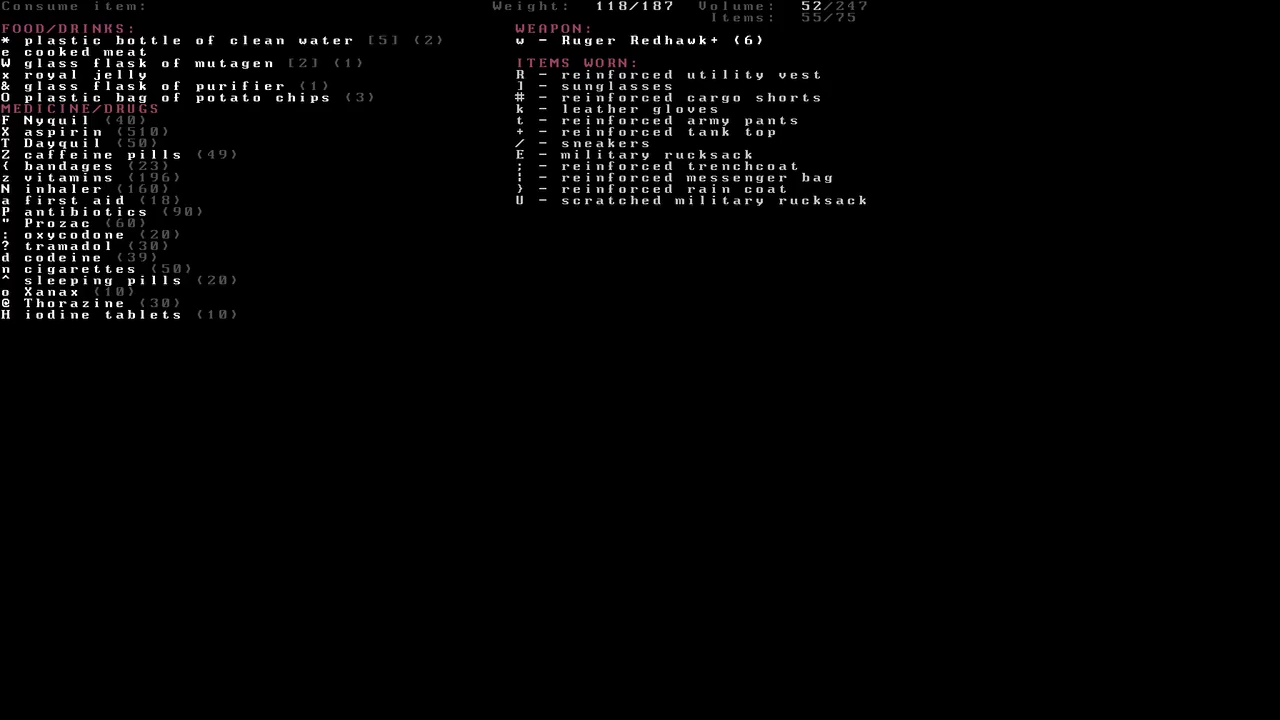 Consume item:
Weight: 118/187 Volume: 52/247
Items: 55/75
FOOD/DRINKS:
* plastic bottle of clean water [5] (2)
e cooked meat
W glass flask of mutagen [2] (1)
x royal jelly
& glass flask of purifier (1)
O plastic bag of potato chips (3)
MEDICINE/DRUGS
F Nyquil (40)
X aspirin (510)
T Dayquil (50)
Z caffeine pills (49)
( bandages (23)
z vitamins (196)
N inhaler (160)
a first aid (18)
P antibiotics (90)
" Prozac (60)
: oxycodone (20)
? tramadol (30)
d codeine (39)
n cigarettes (50)
^ sleeping pills (20)
o Xanax (10)
@ Thorazine (30)
H iodine tablets (10)
WEAPON:
w - Ruger Redhawk+ (6)
ITEMS WORN:
R - reinforced utility vest
] - sunglasses
# - reinforced cargo shorts
k - leather gloves
t - reinforced army pants
+ - reinforced tank top
/ - sneakers
E - military rucksack
; - reinforced trenchcoat
¦ - reinforced messenger bag
} - reinforced rain coat
U - scratched military rucksack